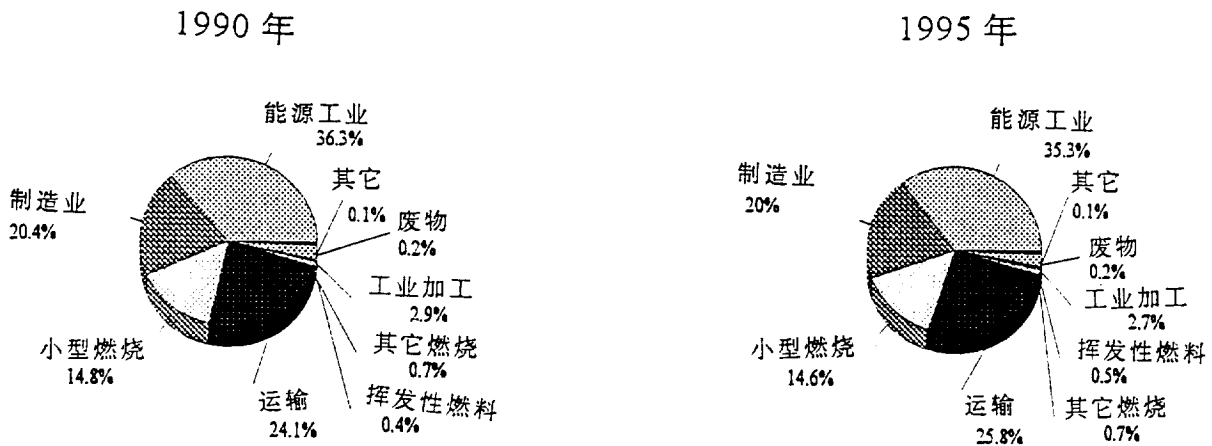 1990 年
能源工业
36.3%
其它
0.1%
废物
0.2%
工业加工
2.9%
其它燃烧
0.7%
挥发性燃料
0.4%
运输
24.1%
小型燃烧
14.8%
制造业
20.4%
1995 年
能源工业
35.3%
其它
0.1%
废物
0.2%
工业加工
2.7%
挥发性燃料
0.5%
其它燃烧
0.7%
运输
25.8%
小型燃烧
14.6%
制造业
20%